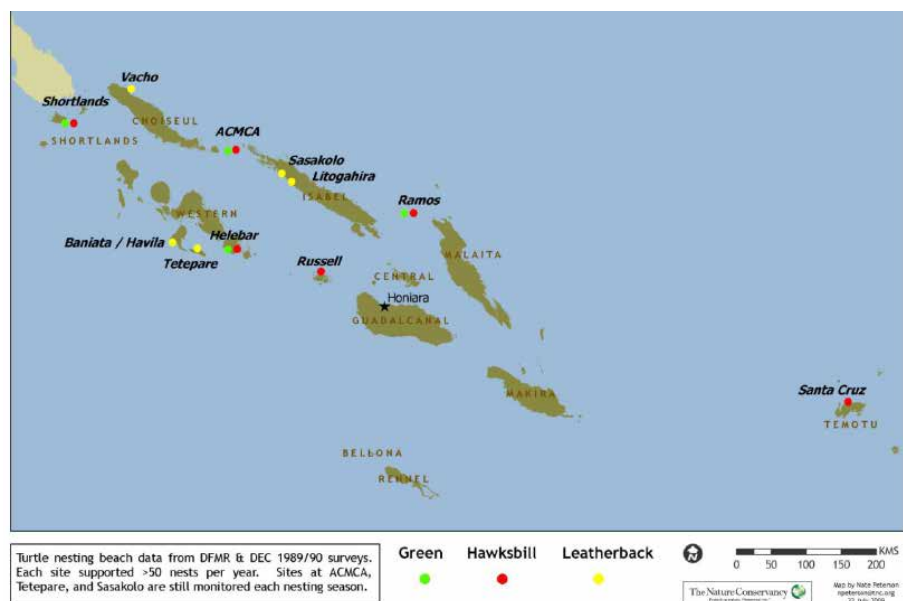 Vacho
Shortlands
CHOISEUL
SHORTLANDS
ACMCA
Sasakolo
Litogahira
ISABEL
Ramos
WESTERN
Helebar
Baniata / Havila
Tetepare
MALAITA
Russell
CENTRAL
Honiara
GUADALCANAL
MAKIRA
Santa Cruz
TEMOTU
BELLONA
RENNEL
Turtle nesting beach data from DFMR & DEC 1989/90 surveys.
Each site supported >50 nests per year. Sites at ACMCA,
Tetepare, and Sasakolo are still monitored each nesting season.
Green Hawksbill Leatherback
KMS
0 50 100 150 200
The Nature Conservancy
Map by Nate Peterson
npeterson@tnc.org